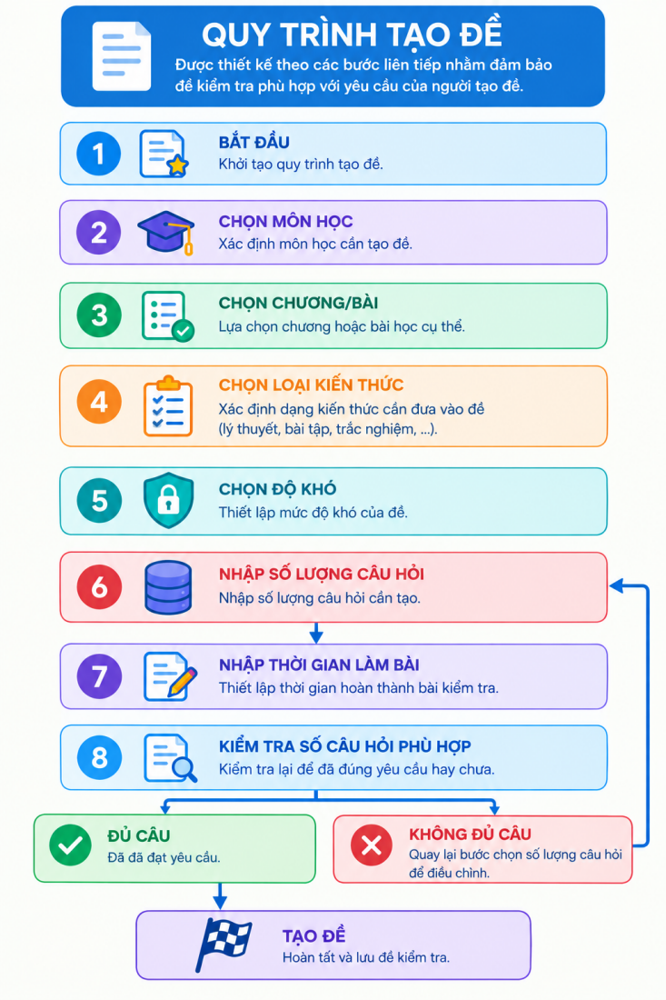 QUY TRÌNH TẠO ĐỀ
Được thiết kế theo các bước liên tiếp nhằm đảm bảo
đề kiểm tra phù hợp với yêu cầu của người tạo đề.
1
BẮT ĐẦU
Khởi tạo quy trình tạo đề.
2
CHỌN MÔN HỌC
Xác định môn học cần tạo đề.
3
CHỌN CHƯƠNG/BÀI
Lựa chọn chương hoặc bài học cụ thể.
4
CHỌN LOẠI KIẾN THỨC
Xác định dạng kiến thức cần đưa vào đề
(lý thuyết, bài tập, trắc nghiệm, ...).
5
CHỌN ĐỘ KHÓ
Thiết lập mức độ khó của đề.
6
NHẬP SỐ LƯỢNG CÂU HỎI
Nhập số lượng câu hỏi cần tạo.
7
NHẬP THỜI GIAN LÀM BÀI
Thiết lập thời gian hoàn thành bài kiểm tra.
8
KIỂM TRA SỐ CÂU HỎI PHÙ HỢP
Kiểm tra lại để đã đúng yêu cầu hay chưa.
ĐỦ CÂU
Đã đã đạt yêu cầu.
KHÔNG ĐỦ CÂU
Quay lại bước chọn số lượng câu hỏi
để điều chỉnh.
TẠO ĐỀ
Hoàn tất và lưu đề kiểm tra.